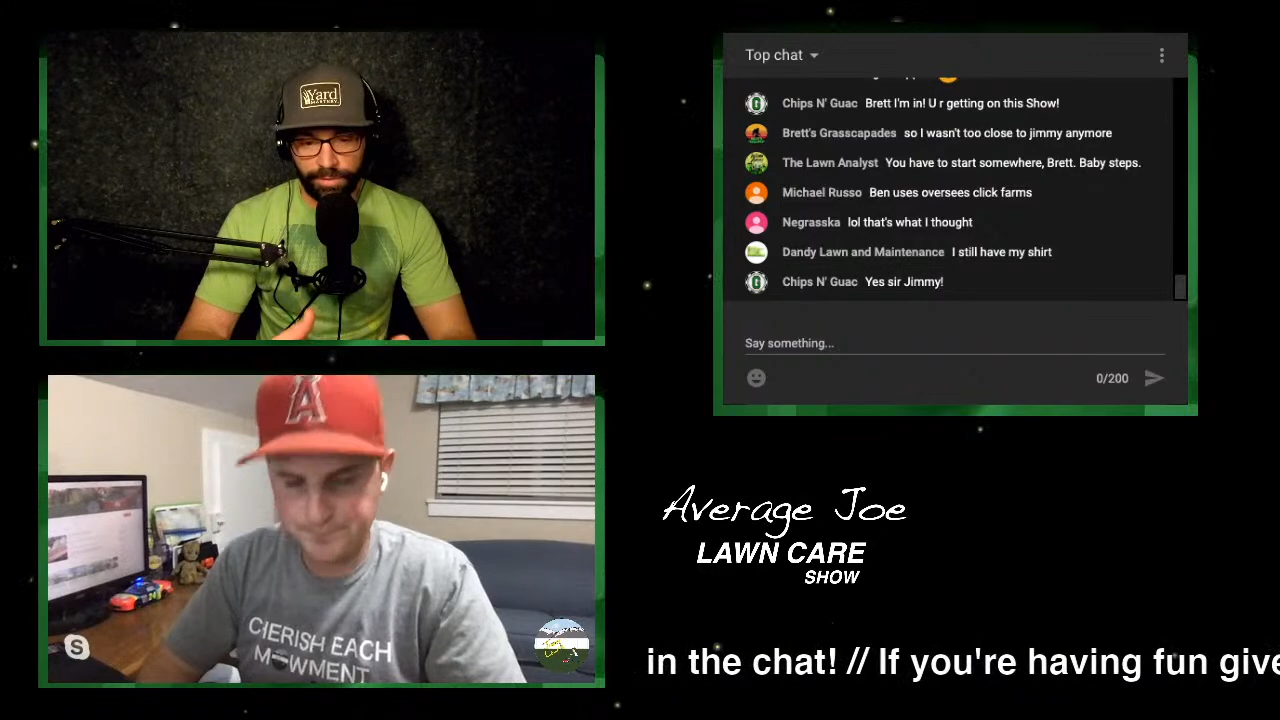 Yard
MASTERY
Top chat
Chips N' Guac Brett I'm in! U r getting on this Show!
Brett's Grasscapades so I wasn't too close to jimmy anymore
The Lawn Analyst You have to start somewhere, Brett. Baby steps.
Michael Russo Ben uses oversees click farms
Negrasska lol that's what I thought
Dandy Lawn and Maintenance I still have my shirt
Chips N' Guac Yes sir Jimmy!
Say something...
0/200
A
CHERISH EACH
MOWMENT
S
Average Joe
LAWN CARE
SHOW
in the chat! // If you're having fun give